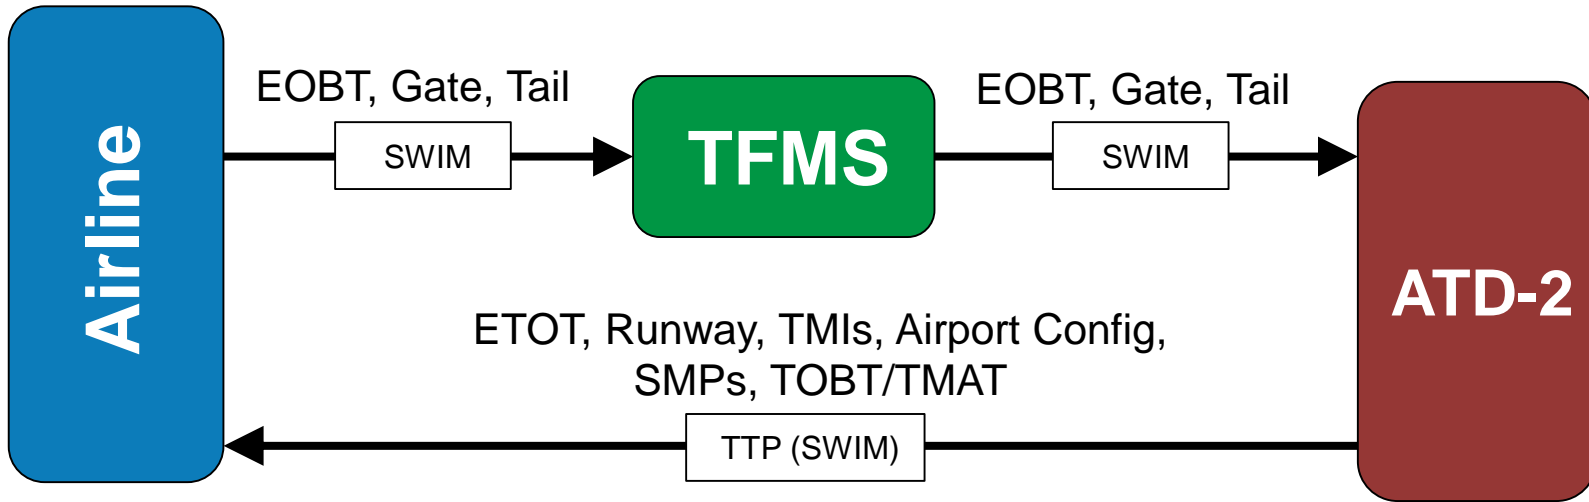 Airline
EOBT, Gate, Tail
SWIM
TFMS
EOBT, Gate, Tail
SWIM
ATD-2
ETOT, Runway, TMIs, Airport Config,
SMPs, TOBT/TMAT
TTP (SWIM)